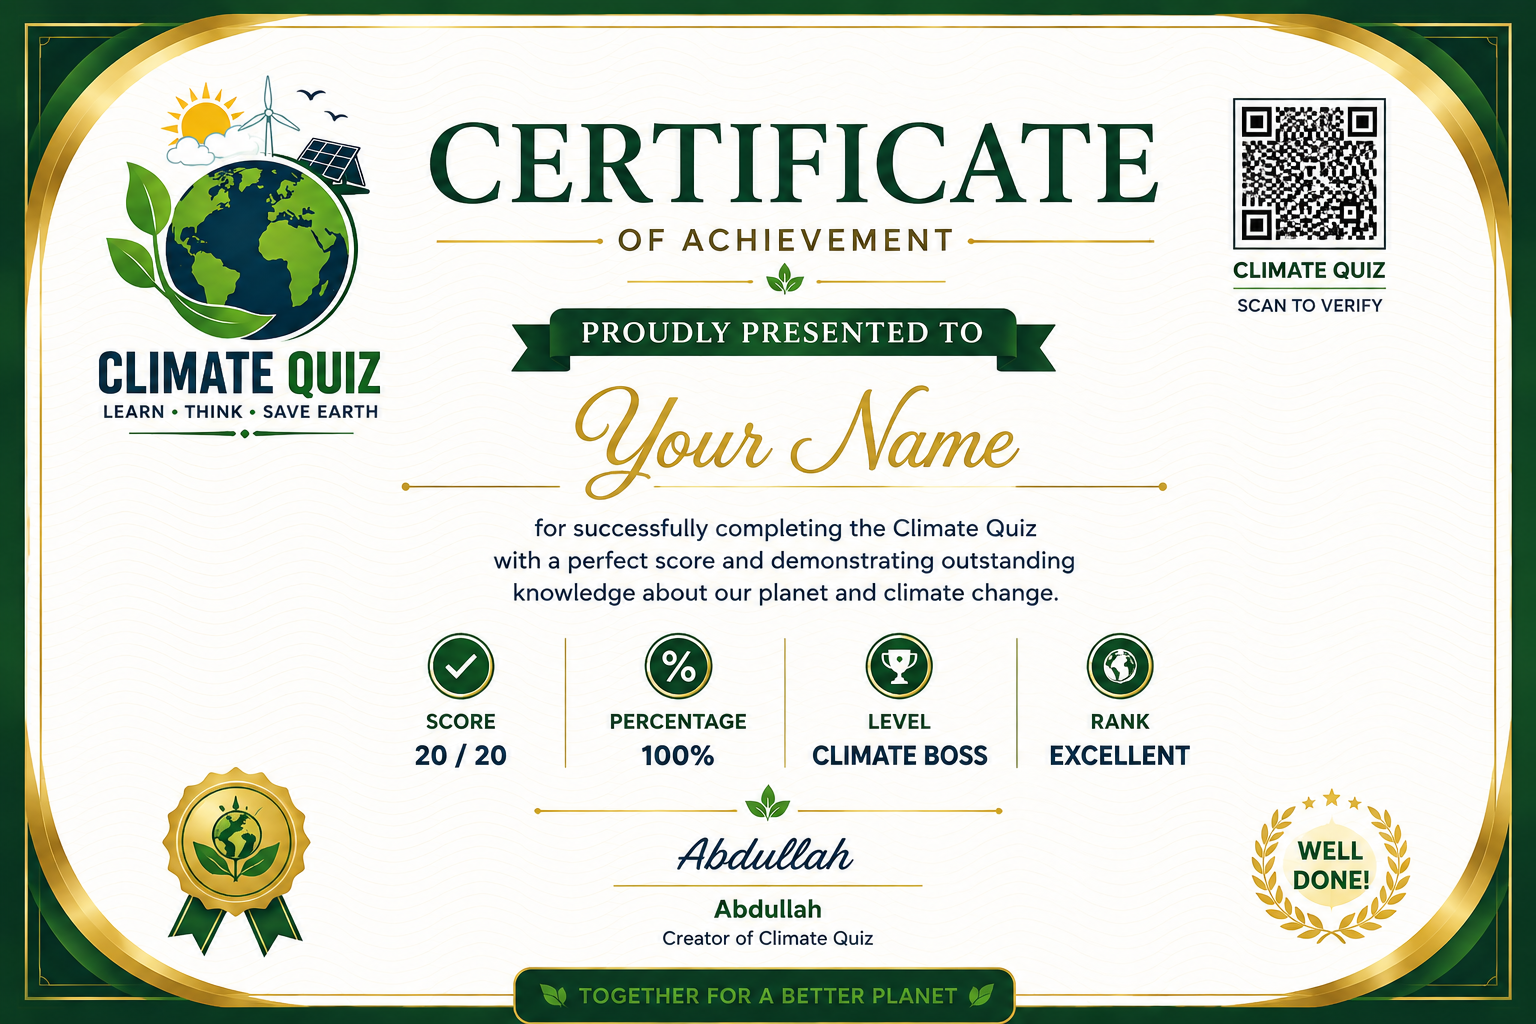 CERTIFICATE
OF ACHIEVEMENT
PROUDLY PRESENTED TO
Your Name
for successfully completing the Climate Quiz
with a perfect score and demonstrating outstanding
knowledge about our planet and climate change.
CLIMATE QUIZ
LEARN • THINK • SAVE EARTH
CLIMATE QUIZ
SCAN TO VERIFY
SCORE
20 / 20
PERCENTAGE
100%
LEVEL
CLIMATE BOSS
RANK
EXCELLENT
Abdullah
Abdullah
Creator of Climate Quiz
WELL
DONE!
TOGETHER FOR A BETTER PLANET